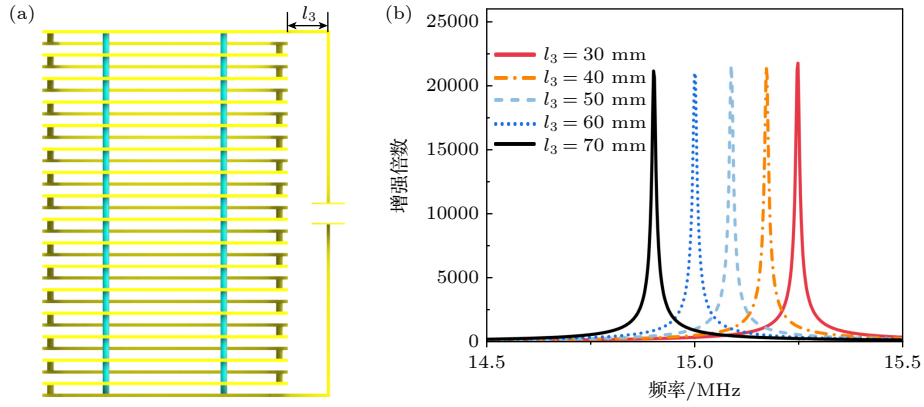 (a)
l₃
(b)
25000
20000
15000
10000
5000
0
增强倍数
l₃ = 30 mm
l₃ = 40 mm
l₃ = 50 mm
l₃ = 60 mm
l₃ = 70 mm
14.5 15.0 15.5
频率/MHz